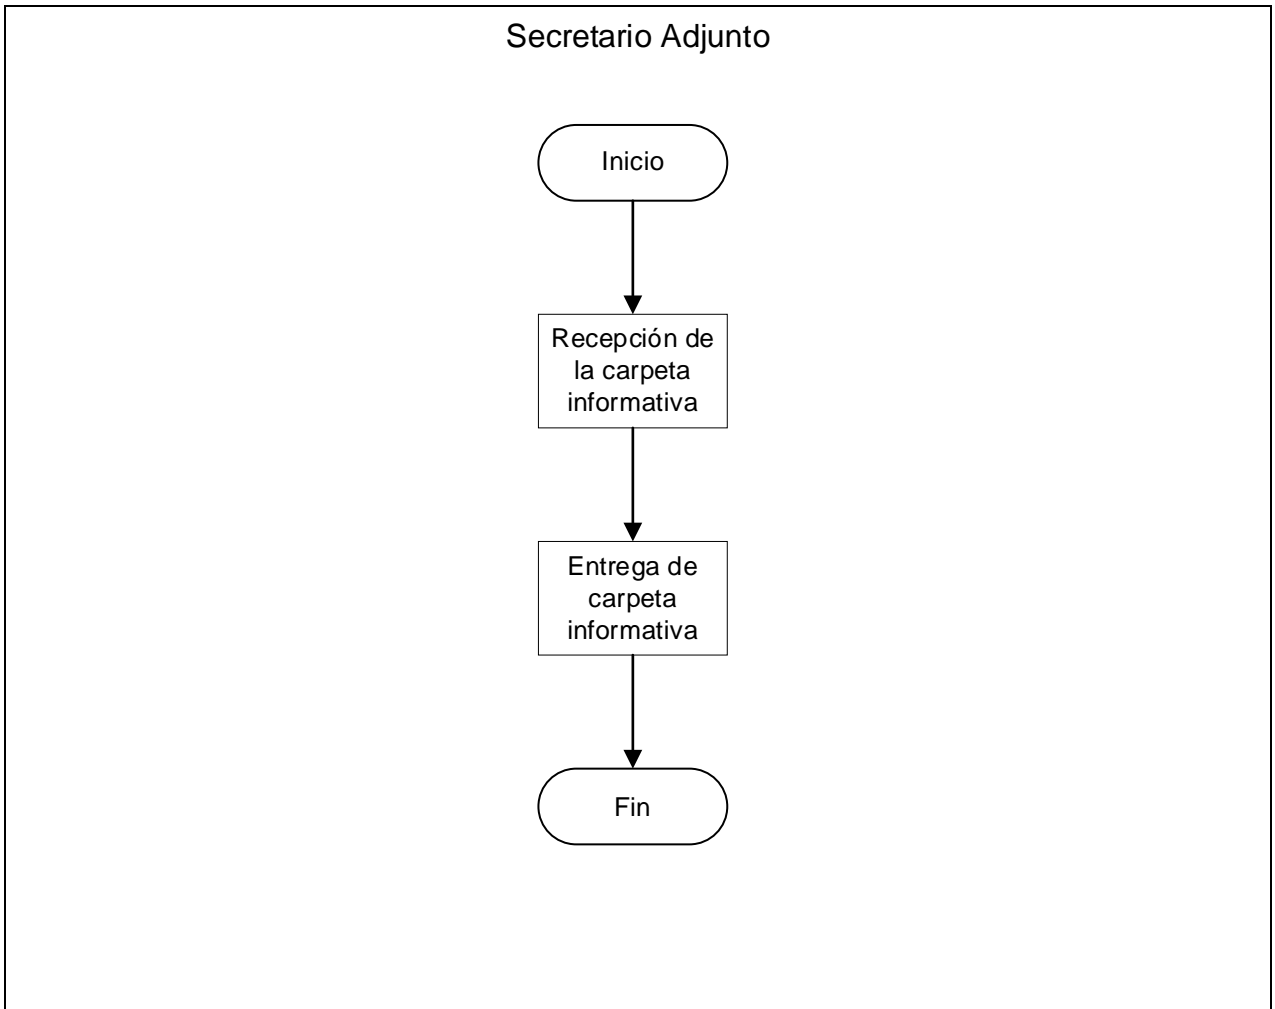 Secretario Adjunto
Inicio
Recepción de
la carpeta
informativa
Entrega de
carpeta
informativa
Fin